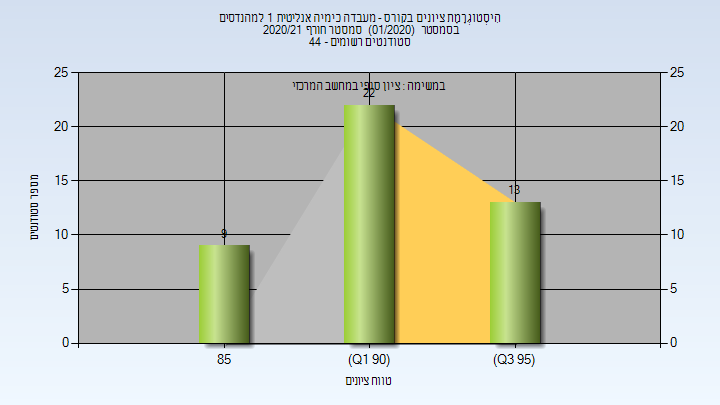 הִיסְטוֹגְרָמַת ציונים בקורס - מעבדה כימיה אנליטית 1 למהנדסים
בסמסטר (01/2020) סמסטר חורף 2020/21
סטודנטים רשומים - 44
במשימה : ציון סופי במחשב המרכזי
25 25
22
20 20
15 15
13
10 10
9
5 5
0 0
מספר סטודנטים
85 (Q1 90) (Q3 95)
טווח ציונים